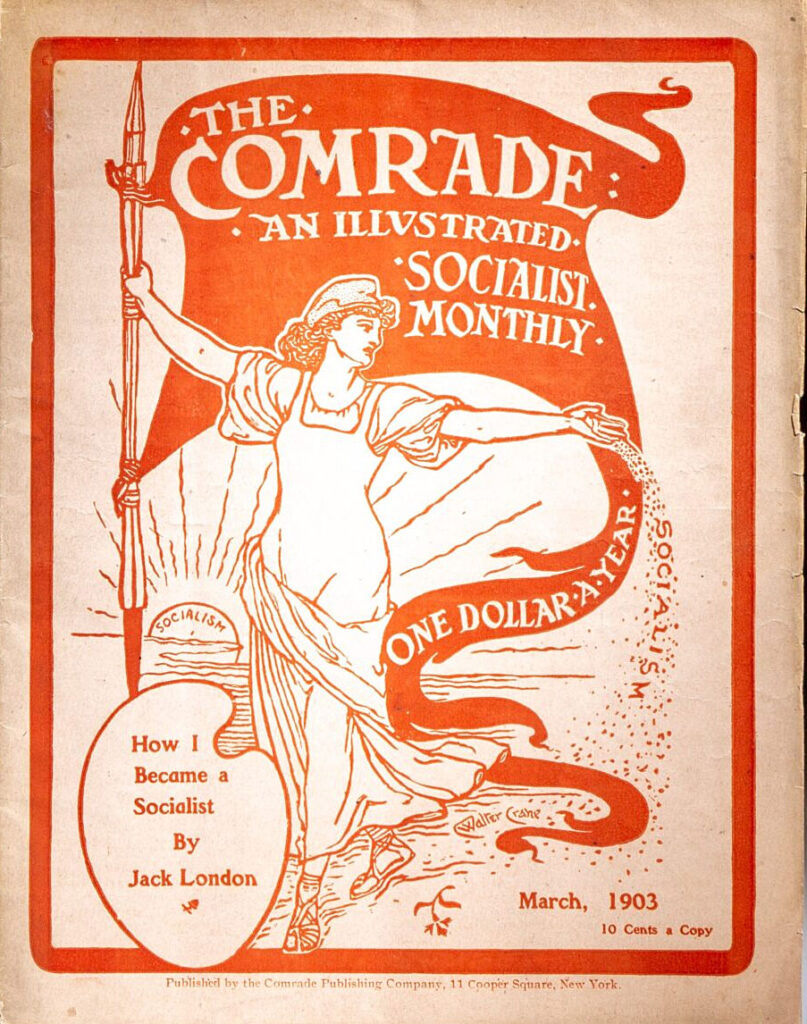 ·THE·
COMRADE:
·AN ILLVSTRATED·
·SOCIALIST·
MONTHLY·
ONE DOLLAR·A·YEAR·
SOCIALISM
SOCIALISM
How I
Became a
Socialist
By
Jack London
Walter Crane
March, 1903
10 Cents a Copy
Published by the Comrade Publishing Company, 11 Cooper Square, New York.